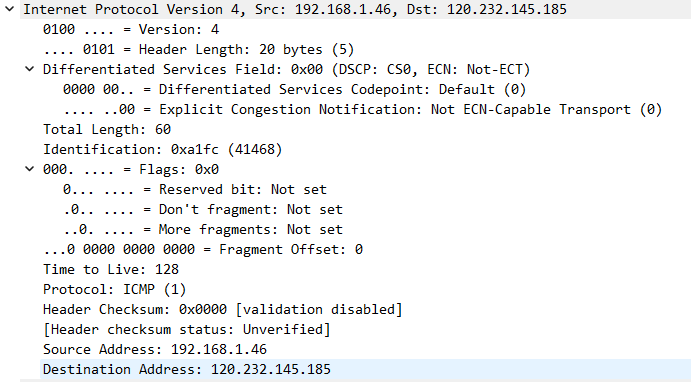 Internet Protocol Version 4, Src: 192.168.1.46, Dst: 120.232.145.185
0100 .... = Version: 4
.... 0101 = Header Length: 20 bytes (5)
Differentiated Services Field: 0x00 (DSCP: CS0, ECN: Not-ECT)
0000 00.. = Differentiated Services Codepoint: Default (0)
.... ..00 = Explicit Congestion Notification: Not ECN-Capable Transport (0)
Total Length: 60
Identification: 0xa1fc (41468)
000. .... = Flags: 0x0
0... .... = Reserved bit: Not set
.0.. .... = Don't fragment: Not set
..0. .... = More fragments: Not set
...0 0000 0000 0000 = Fragment Offset: 0
Time to Live: 128
Protocol: ICMP (1)
Header Checksum: 0x0000 [validation disabled]
[Header checksum status: Unverified]
Source Address: 192.168.1.46
Destination Address: 120.232.145.185